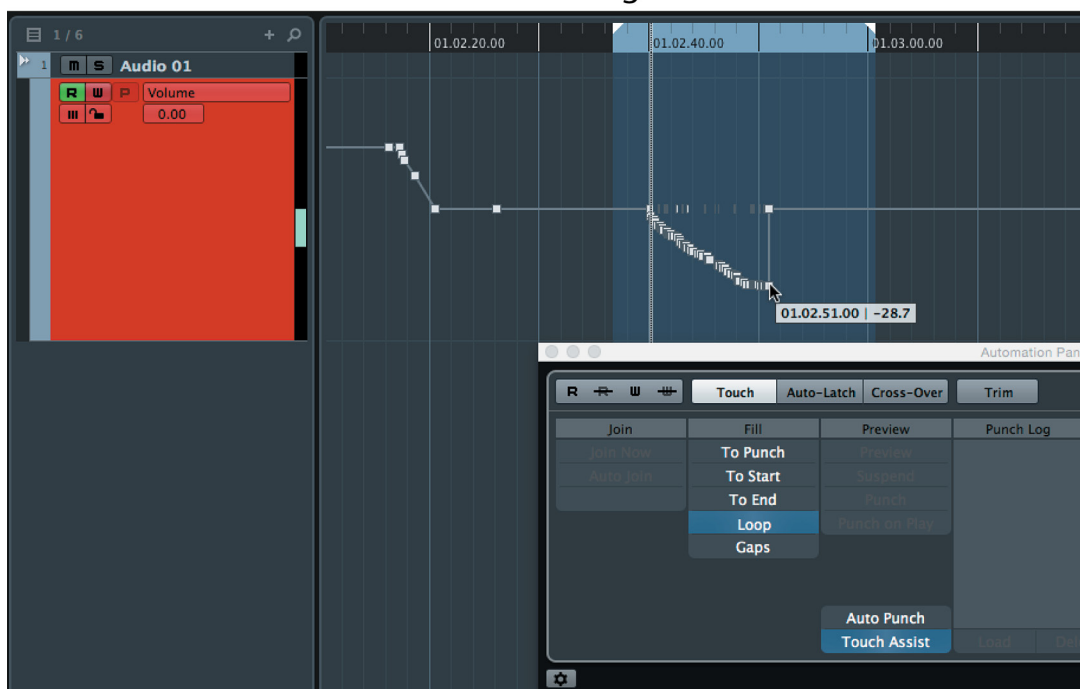 1 / 6 +
01.02.20.00 01.02.40.00 01.03.00.00
1 m S Audio 01
R W P Volume
0.00
01.02.51.00 | -28.7
Automation Pan
R R W W Touch Auto-Latch Cross-Over Trim
Join Fill Preview Punch Log
Join Now To Punch Preview
Auto Join To Start Suspend
To End Punch
Loop Punch on Play
Gaps
Auto Punch
Touch Assist Load Del